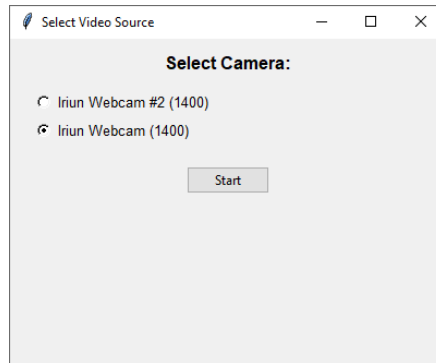 Select Video Source
Select Camera:
Iriun Webcam #2 (1400)
Iriun Webcam (1400)
Start